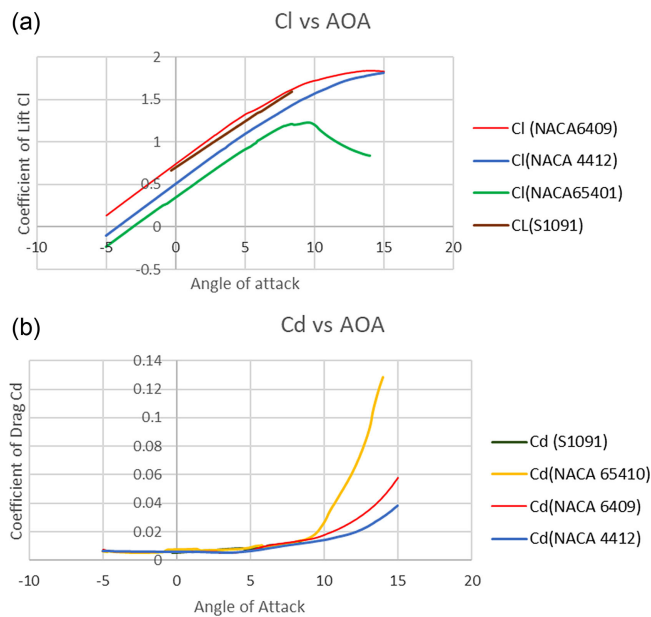 (a)
Cl vs AOA
Coefficient of Lift Cl
2
1.5
1
0.5
0
-0.5
-10
-5
0
5
10
15
20
Angle of attack
Cl (NACA6409)
Cl(NACA 4412)
Cl(NACA65401)
CL(S1091)
(b)
Cd vs AOA
Coefficient of Drag Cd
0.14
0.12
0.1
0.08
0.06
0.04
0.02
0
-10
-5
0
5
10
15
20
Angle of Attack
Cd (S1091)
Cd(NACA 65410)
Cd(NACA 6409)
Cd(NACA 4412)